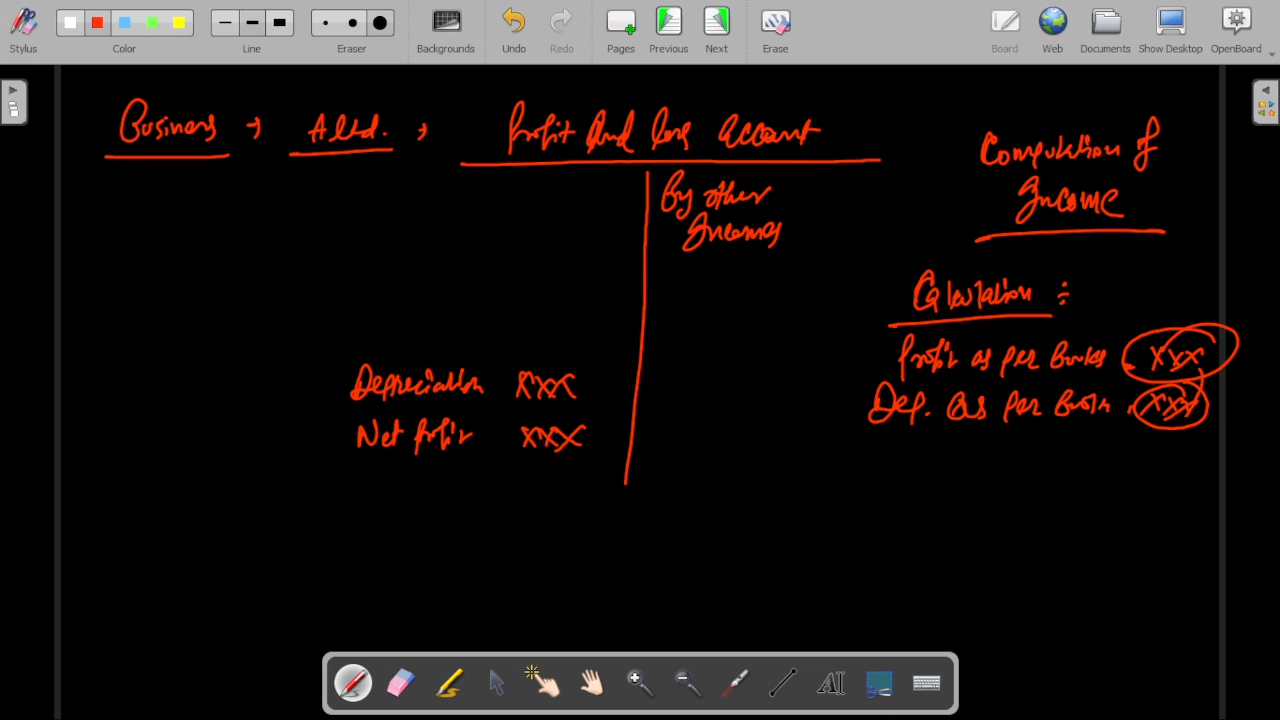 Stylus
Color
Line
Eraser
Backgrounds
Undo
Redo
Pages
Previous
Next
Erase
Board
Web
Documents
Show Desktop
OpenBoard
Business → A Ltd. → Profit And loss Account
By other
Incomes
Depreciation XXX
Net Profit XXX
Computation of
Income
Calculation :-
Profit as per Books. XXX
Dep. as per Books. XXX